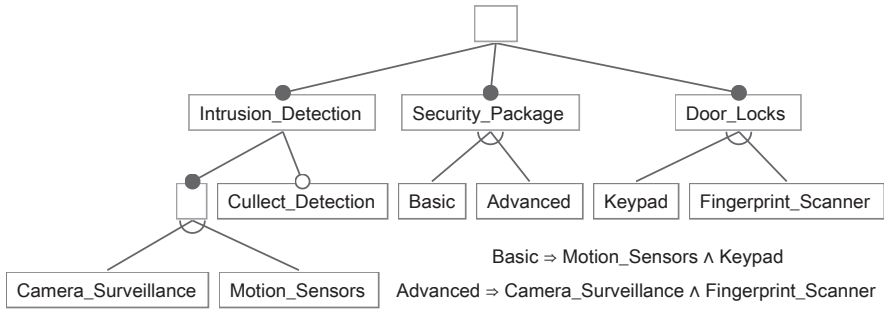 Intrusion_Detection
Security_Package
Door_Locks
Cullect_Detection
Basic
Advanced
Keypad
Fingerprint_Scanner
Basic ⇒ Motion_Sensors ∧ Keypad
Camera_Surveillance
Motion_Sensors
Advanced ⇒ Camera_Surveillance ∧ Fingerprint_Scanner